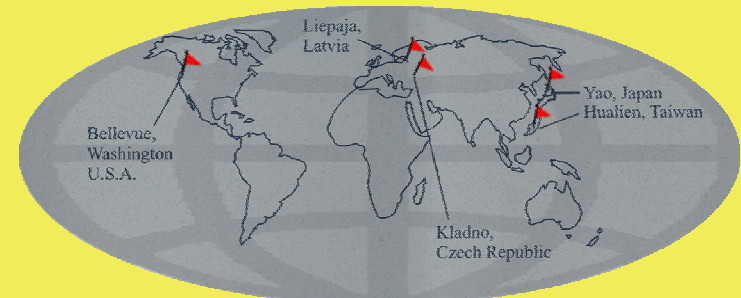 Liepaja,
Latvia
Yao, Japan
Hualien, Taiwan
Bellevue,
Washington
U.S.A.
Kladno,
Czech Republic